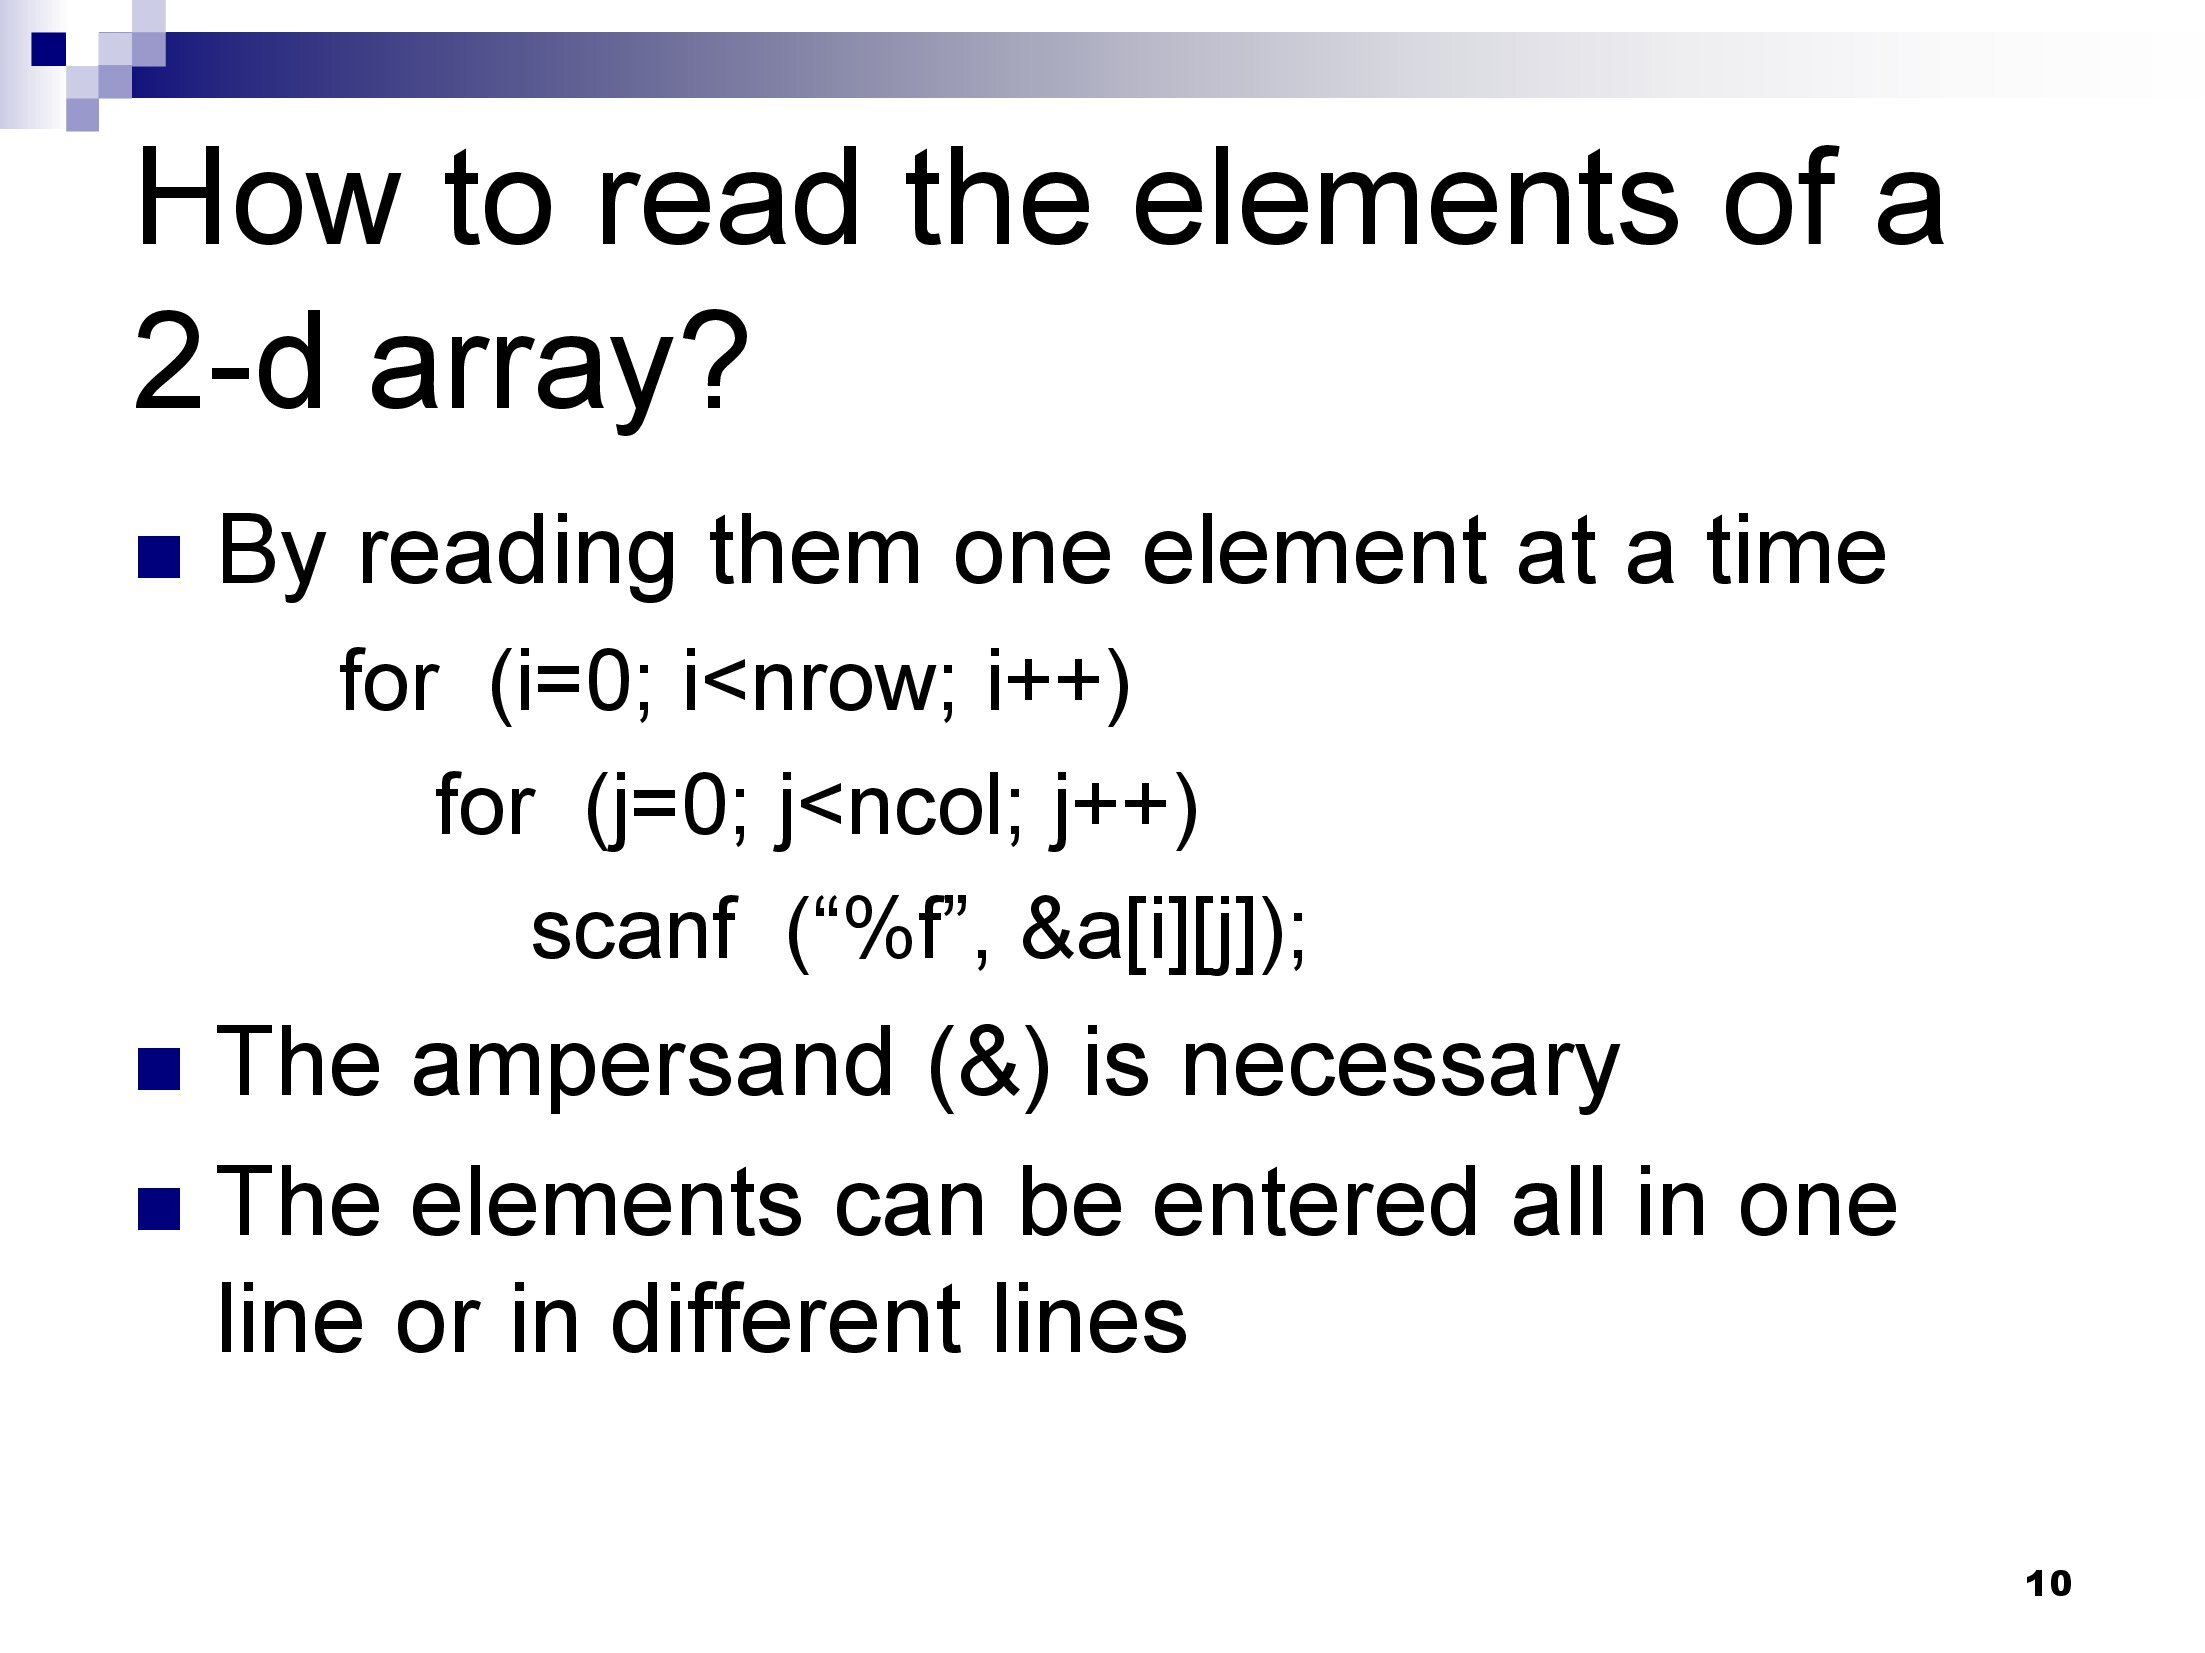 How to read the elements of a
2-d array?
By reading them one element at a time
for (i=0; i<nrow; i++)
for (j=0; j<ncol; j++)
scanf (“%f”, &a[i][j]);
The ampersand (&) is necessary
The elements can be entered all in one
line or in different lines
10